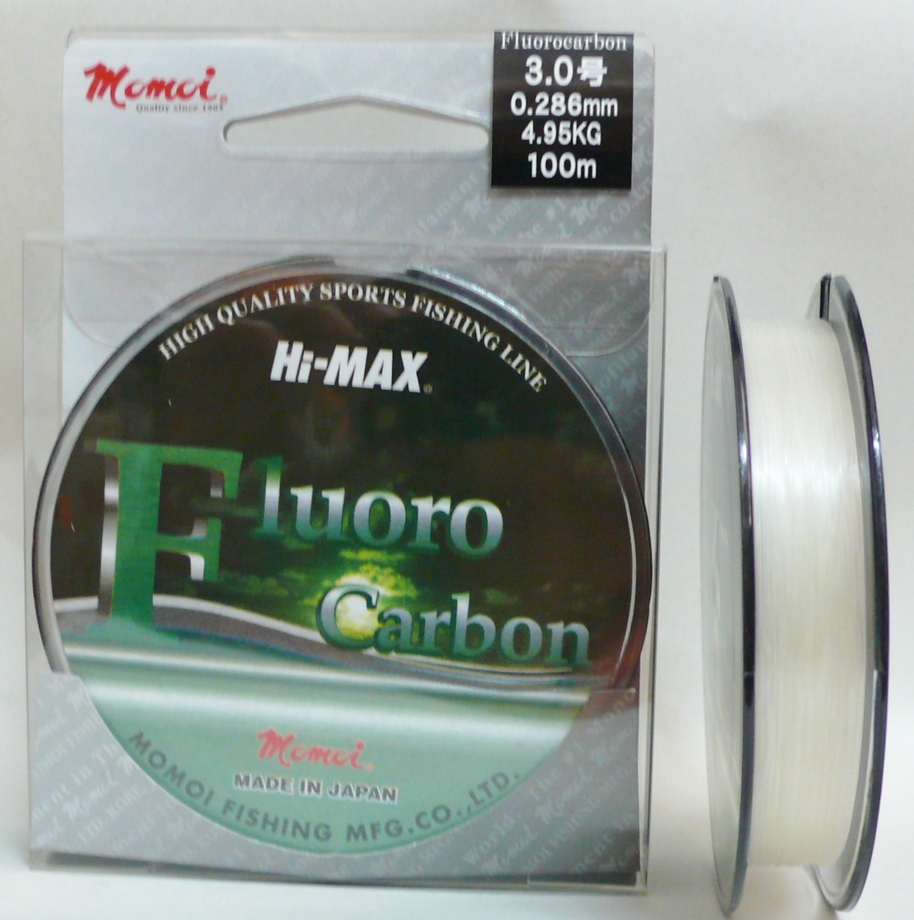 Momoi
Quality since 1905
Fluorocarbon
3.0号
0.286mm
4.95KG
100m
HIGH QUALITY SPORTS FISHING LINE
Hi-MAX
Fluoro
Carbon
Momoi
MADE IN JAPAN
MOMOI FISHING MFG.CO.,LTD.